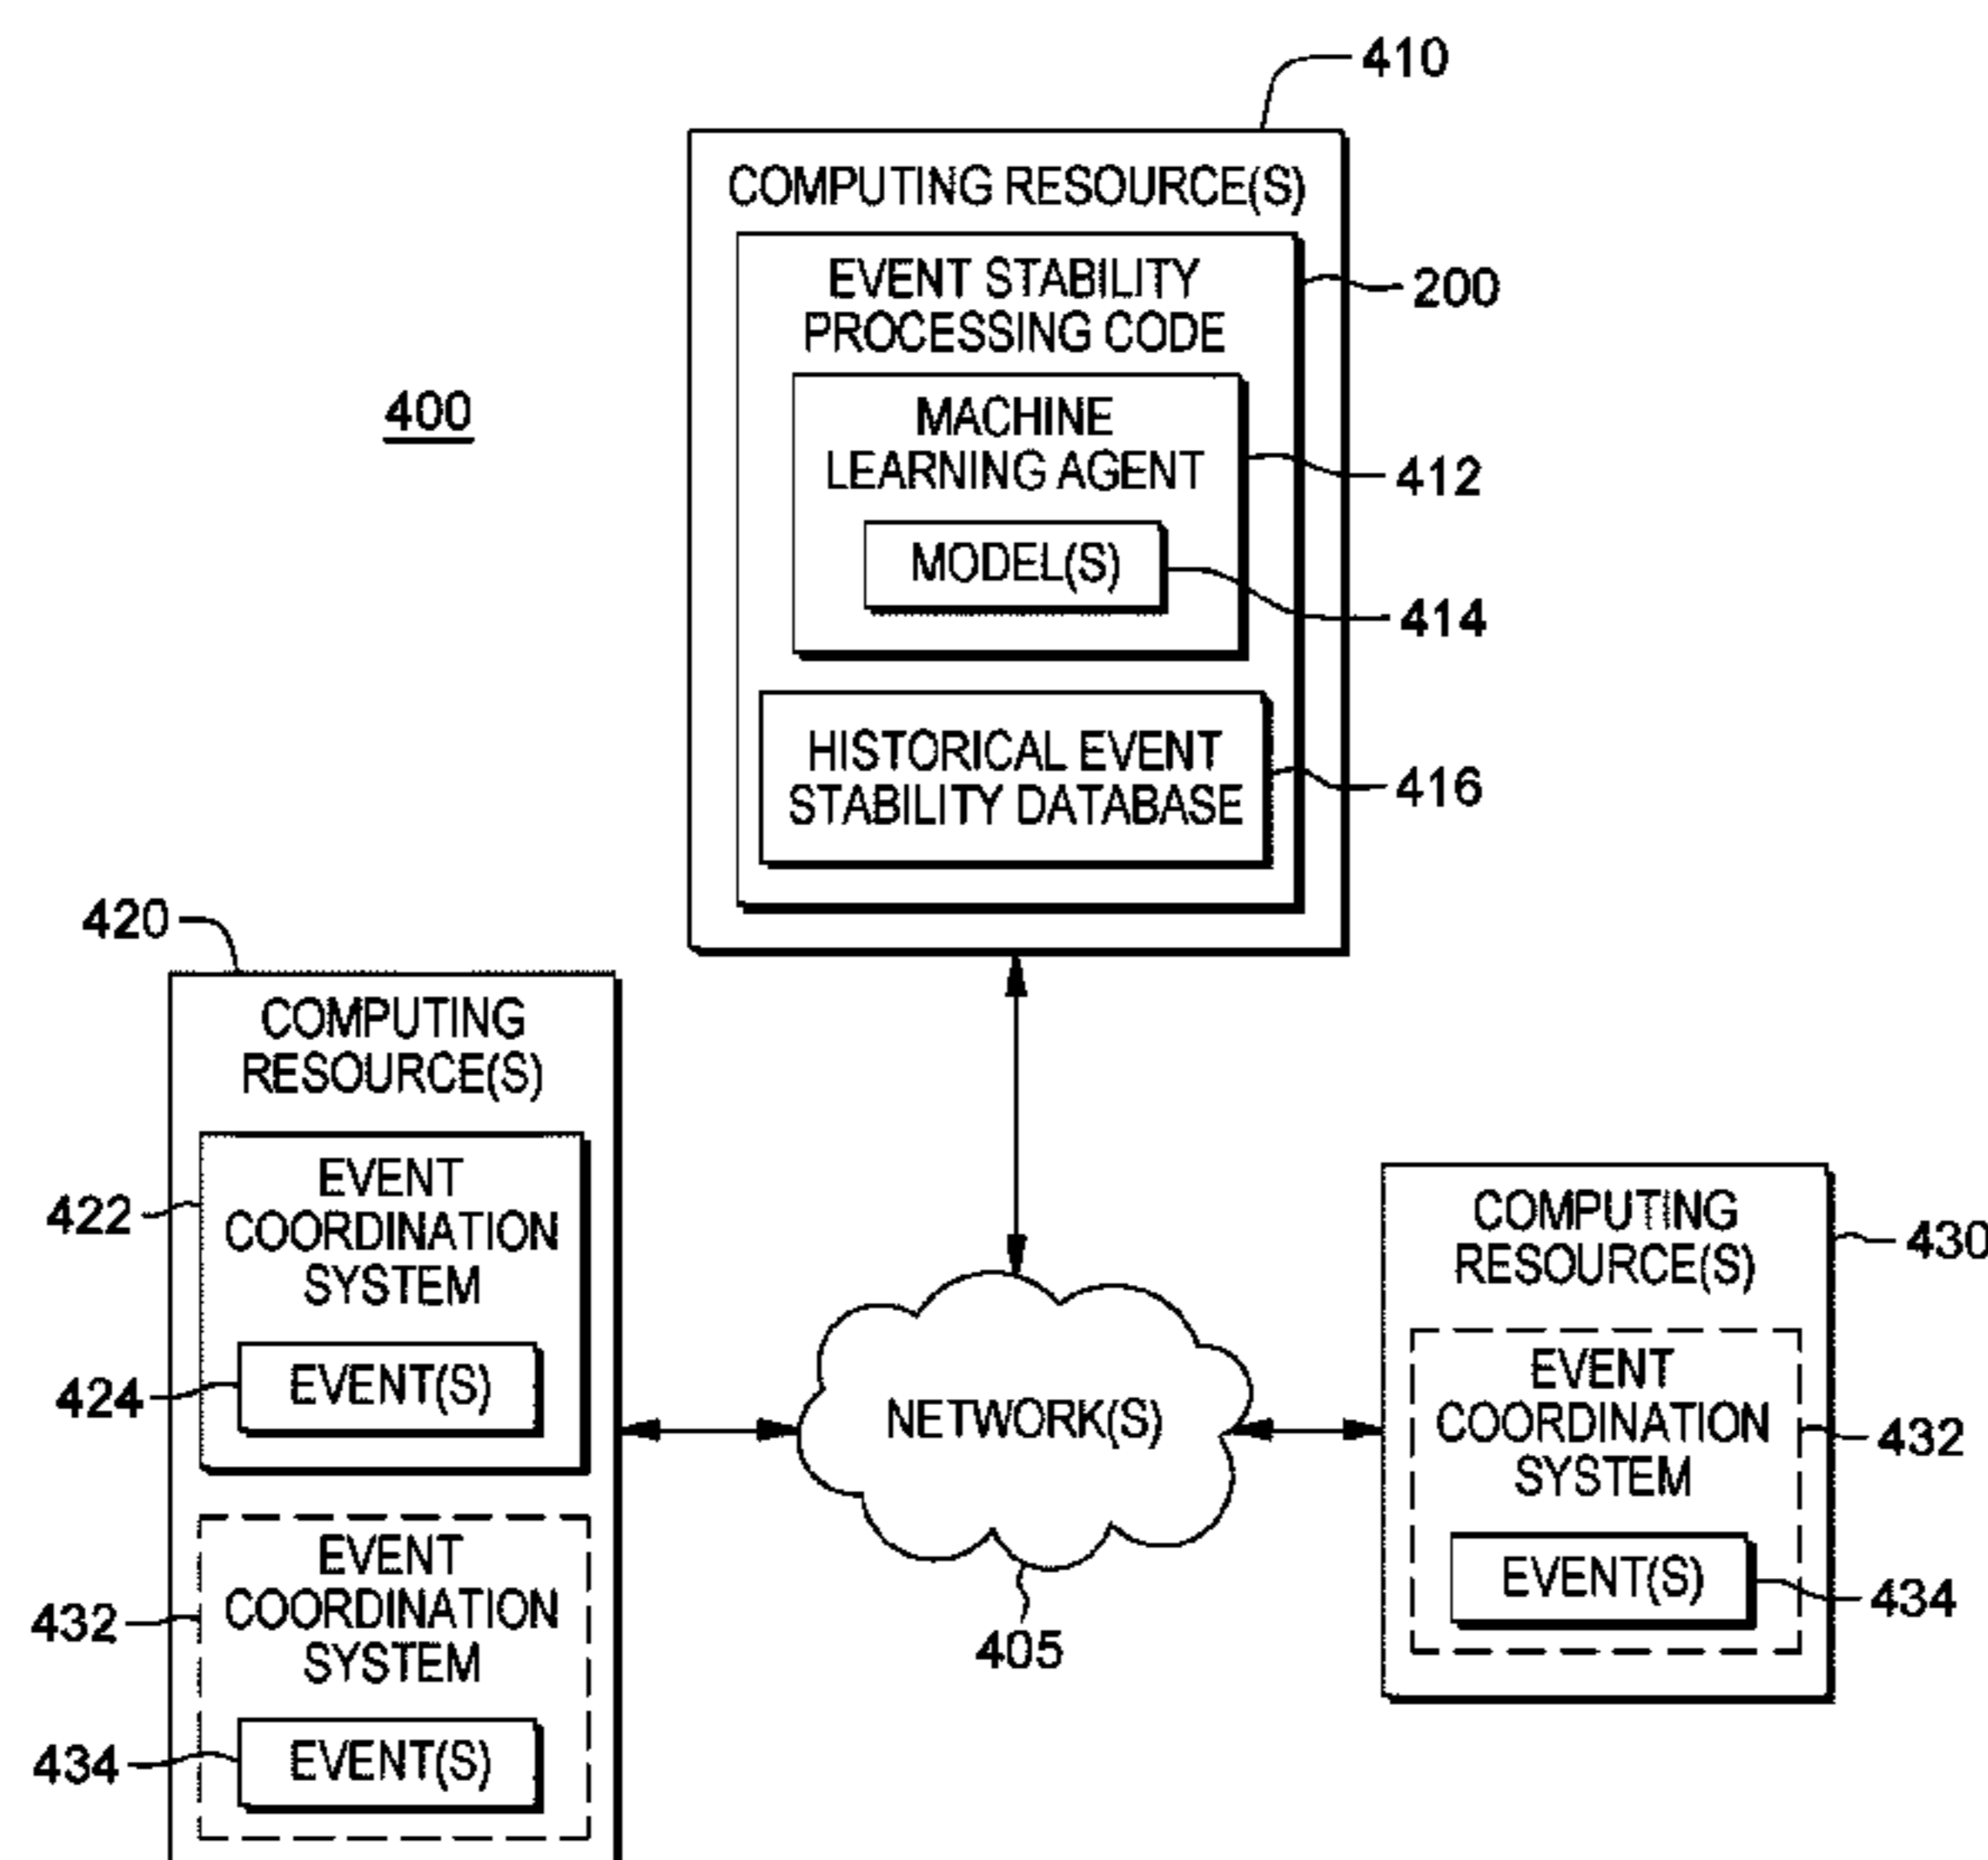 410
COMPUTING RESOURCE(S)
EVENT STABILITY
PROCESSING CODE
200
400
MACHINE
LEARNING AGENT
412
MODEL(S)
414
HISTORICAL EVENT
STABILITY DATABASE
416
420
COMPUTING
RESOURCE(S)
EVENT
COORDINATION
SYSTEM
422
EVENT(S)
424
EVENT
COORDINATION
SYSTEM
432
EVENT(S)
434
NETWORK(S)
405
COMPUTING
RESOURCE(S)
430
EVENT
COORDINATION
SYSTEM
432
EVENT(S)
434